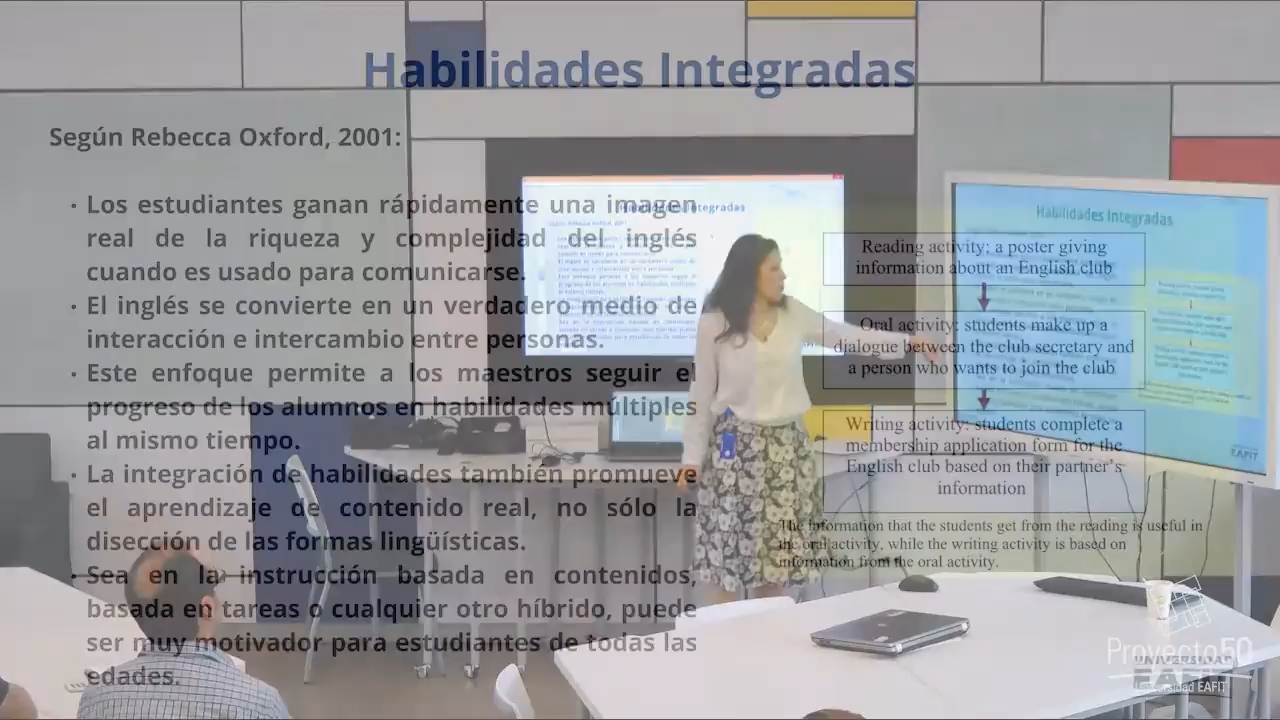 Habilidades Integradas
Según Rebecca Oxford, 2001:
· Los estudiantes ganan rápidamente una imagen
real de la riqueza y complejidad del inglés
cuando es usado para comunicarse.
· El inglés se convierte en un verdadero medio de
interacción e intercambio entre personas.
· Este enfoque permite a los maestros seguir el
progreso de los alumnos en habilidades múltiples
al mismo tiempo.
· La integración de habilidades también promueve
el aprendizaje de contenido real, no sólo la
disección de las formas lingüísticas.
· Sea en la instrucción basada en contenidos,
basada en tareas o cualquier otro híbrido, puede
ser muy motivador para estudiantes de todas las
edades.
Habilidades Integradas
Habilidades Integradas
Reading activity: a poster giving
information about an English club
Oral activity: students make up a
dialogue between the club secretary and
a person who wants to join the club
Writing activity: students complete a
membership application form for the
English club based on their partner's
information
The information that the students get from the reading is useful in
the oral activity, while the writing activity is based on
information from the oral activity.
EAFIT
Proyecto50
Universidad EAFIT
UNIVERSIDAD
EAFIT